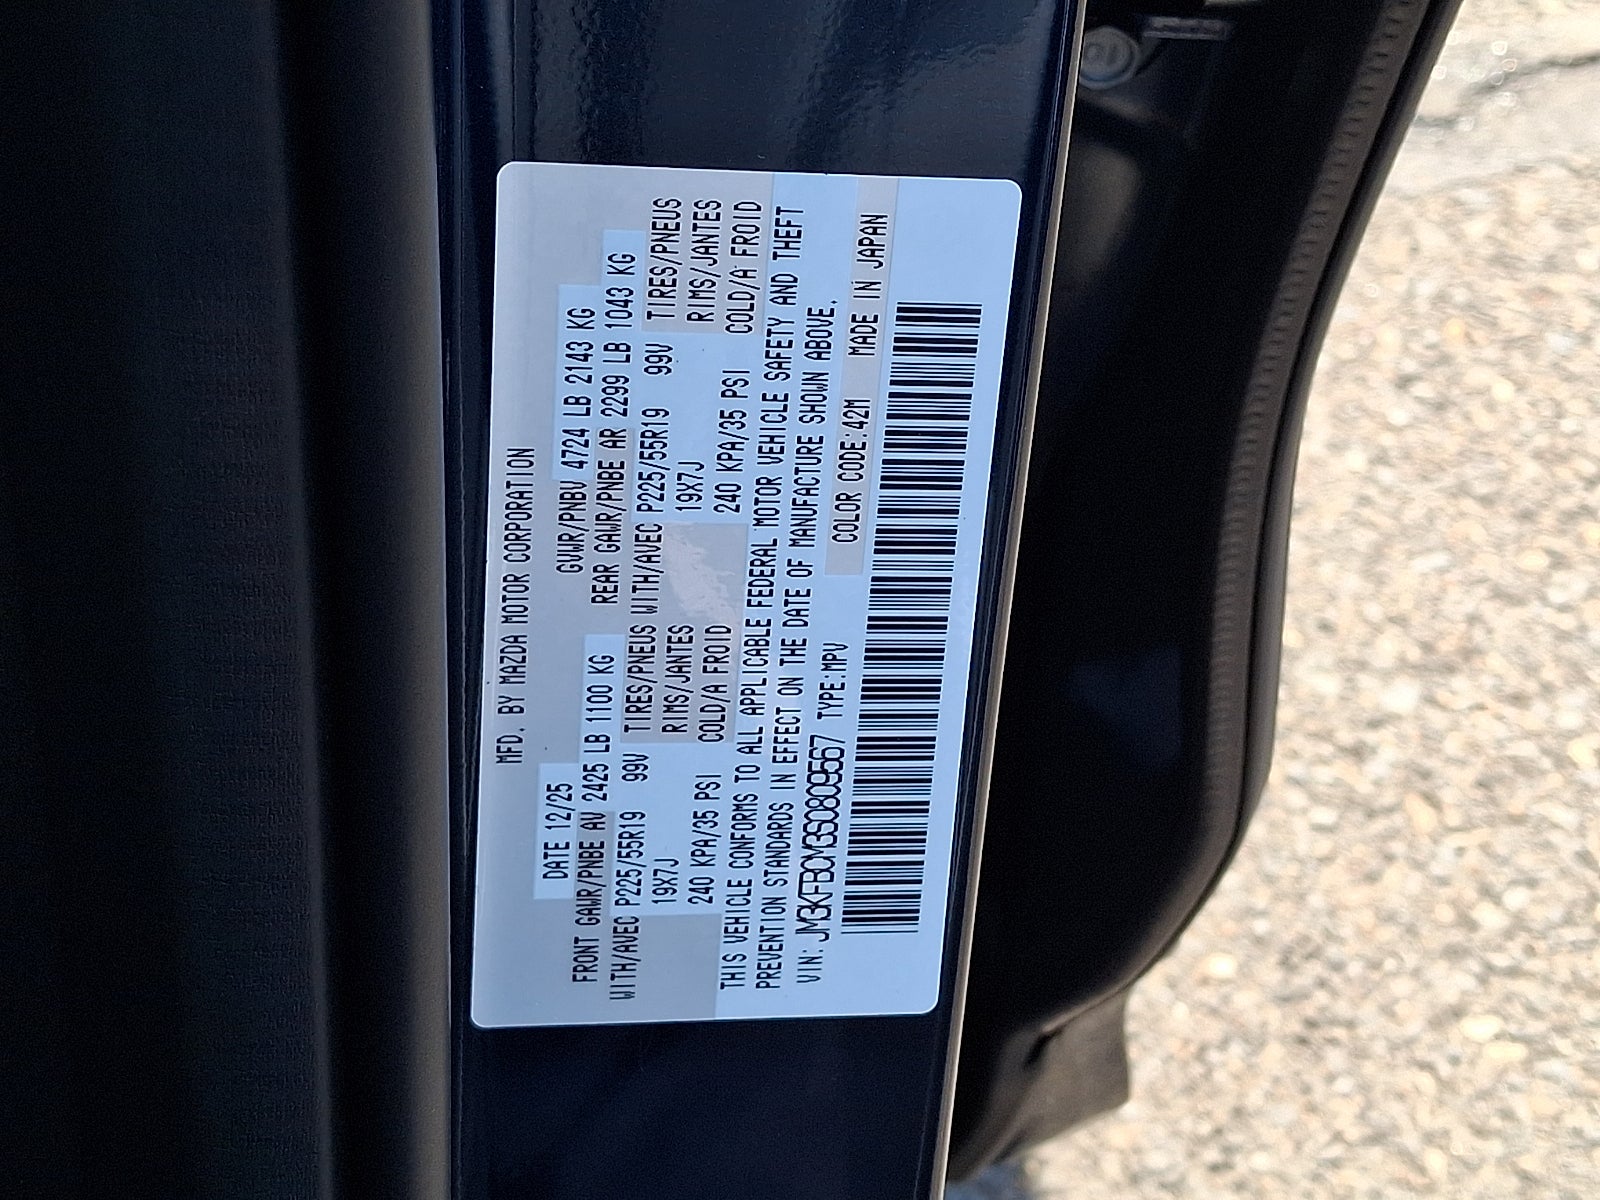 MFD. BY MAZDA MOTOR CORPORATION
DATE 12/25 GVWR/PNBV 4724 LB 2143 KG
FRONT GAWR/PNBE AV 2425 LB 1100 KG REAR GAWR/PNBE AR 2299 LB 1043 KG
WITH/AVEC P225/55R19 99V TIRES/PNEUS WITH/AVEC P225/55R19 99V TIRES/PNEUS
19X7J RIMS/JANTES 19X7J RIMS/JANTES
240 KPA/35 PSI COLD/A FROID 240 KPA/35 PSI COLD/A FROID
THIS VEHICLE CONFORMS TO ALL APPLICABLE FEDERAL MOTOR VEHICLE SAFETY AND THEFT
PREVENTION STANDARDS IN EFFECT ON THE DATE OF MANUFACTURE SHOWN ABOVE.
VIN: JM3KFBCM3S0809567 TYPE:MPV COLOR CODE:42M MADE IN JAPAN